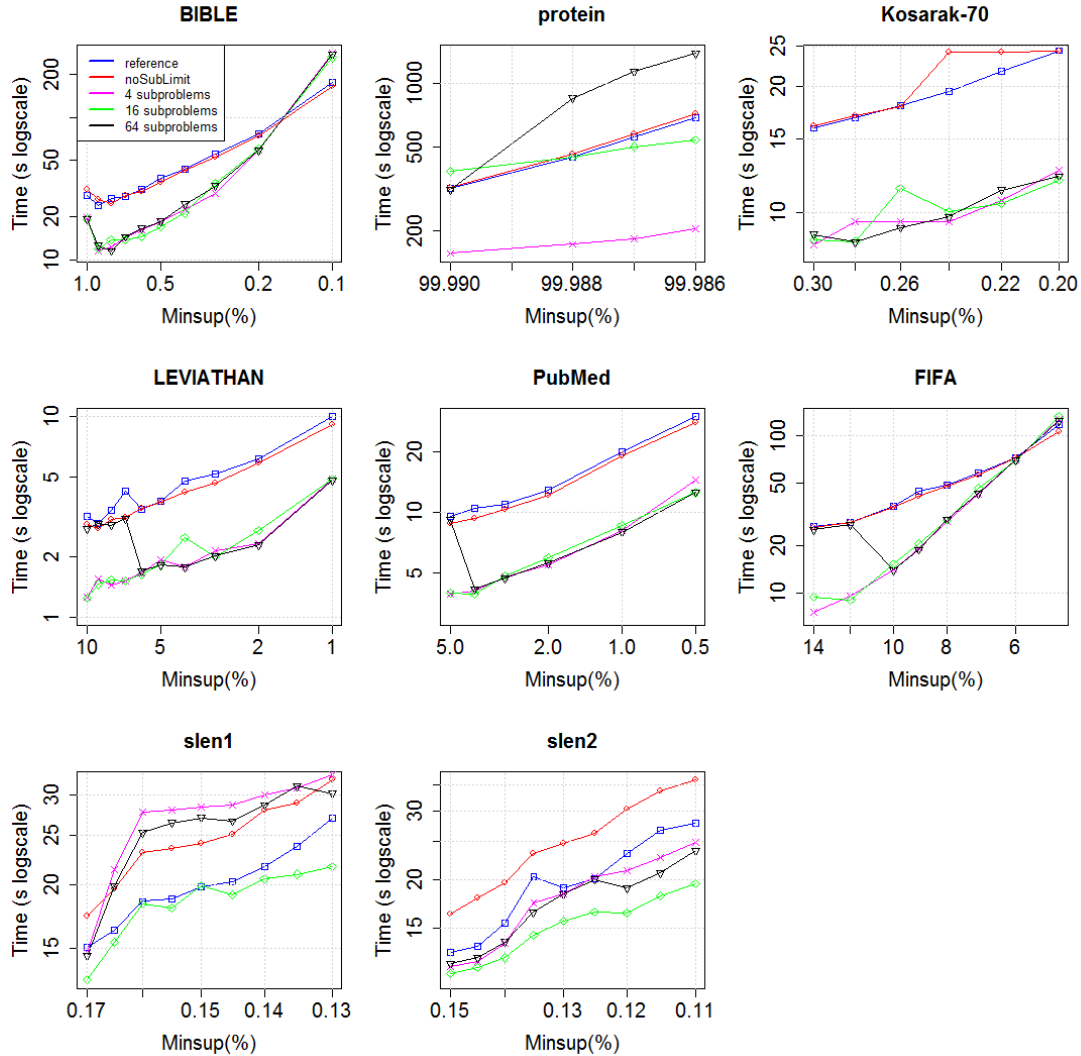 BIBLE
Time (s logscale)
10 20 50 200
reference
noSubLimit
4 subproblems
16 subproblems
64 subproblems
1.0 0.5 0.2 0.1
Minsup(%)
protein
Time (s logscale)
200 500 1000
99.990 99.988 99.986
Minsup(%)
Kosarak-70
Time (s logscale)
10 15 20 25
0.30 0.26 0.22 0.20
Minsup(%)
LEVIATHAN
Time (s logscale)
1 2 5 10
10 5 2 1
Minsup(%)
PubMed
Time (s logscale)
5 10 20
5.0 2.0 1.0 0.5
Minsup(%)
FIFA
Time (s logscale)
10 20 50 100
14 10 8 6
Minsup(%)
slen1
Time (s logscale)
15 20 25 30
0.17 0.15 0.14 0.13
Minsup(%)
slen2
Time (s logscale)
15 20 30
0.15 0.13 0.12 0.11
Minsup(%)